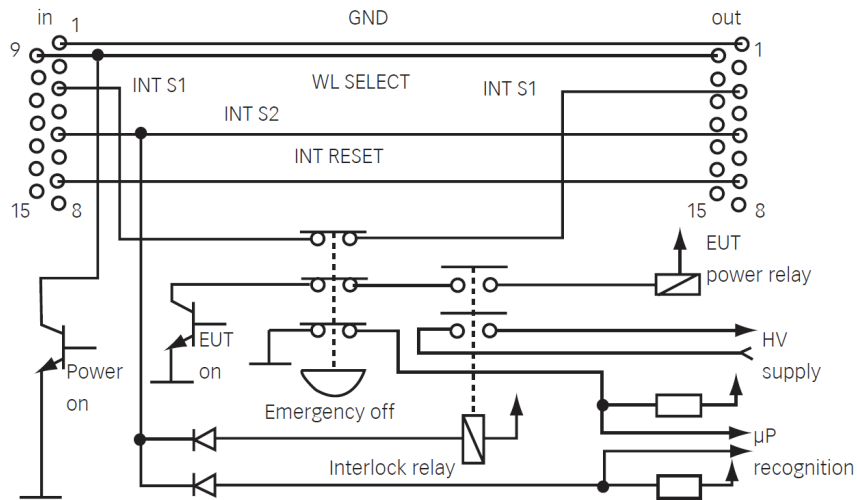 in
1
GND
out
9
1
INT S1
WL SELECT
INT S1
INT S2
INT RESET
15
8
15
8
EUT
power relay
Power
on
EUT
on
HV
supply
Emergency off
Interlock relay
µP
recognition